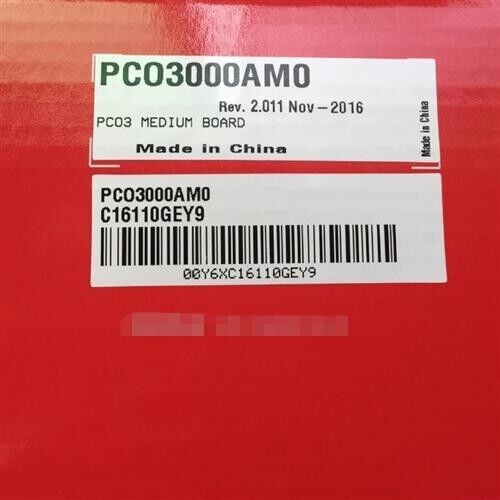 PCO3000AM0
Rev. 2.011 Nov-2016
PCO3 MEDIUM BOARD
Made in China
Made in China
PCO3000AM0
C16110GEY9
00Y6XC16110GEY9